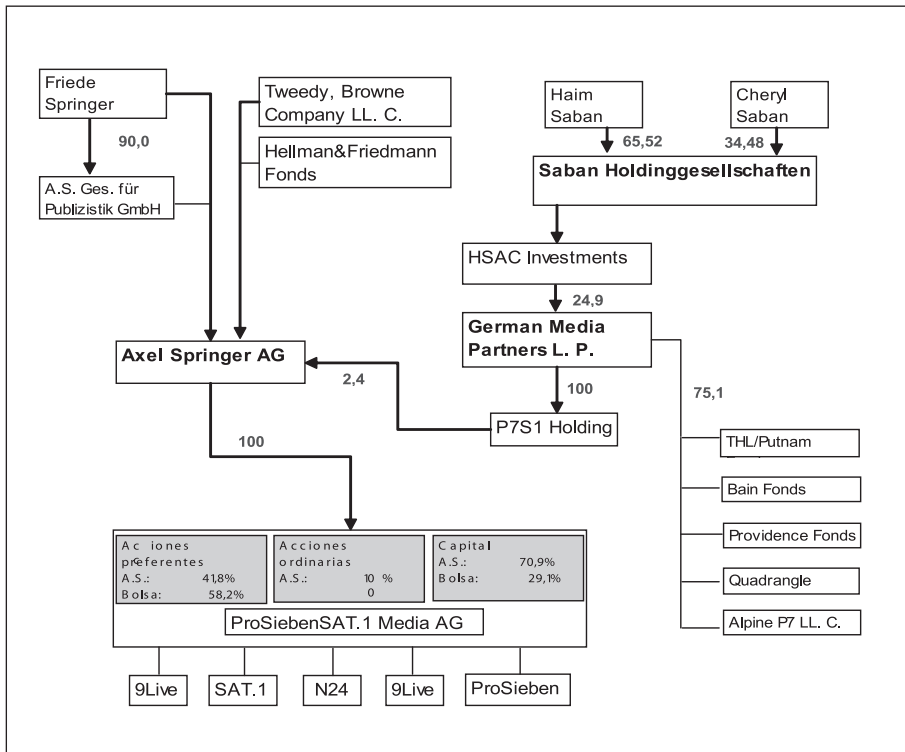 Friede
Springer
Tweedy, Browne
Company LL. C.
Haim
Saban
Cheryl
Saban
90,0
65,52
34,48
Hellman&Friedmann
Fonds
Saban Holdinggesellschaften
A.S. Ges. für
Publizistik GmbH
HSAC Investments
24,9
German Media
Partners L. P.
Axel Springer AG
2,4
100
75,1
P7S1 Holding
100
THL/Putnam
Bain Fonds
Providence Fonds
Quadrangle
Alpine P7 LL. C.
Ac iones
preferentes
A.S.: 41,8%
Bolsa: 58,2%
Acciones
ordinarias
A.S.: 10 %
0
Capital
A.S.: 70,9%
Bolsa: 29,1%
ProSiebenSAT.1 Media AG
9Live
SAT.1
N24
9Live
ProSieben